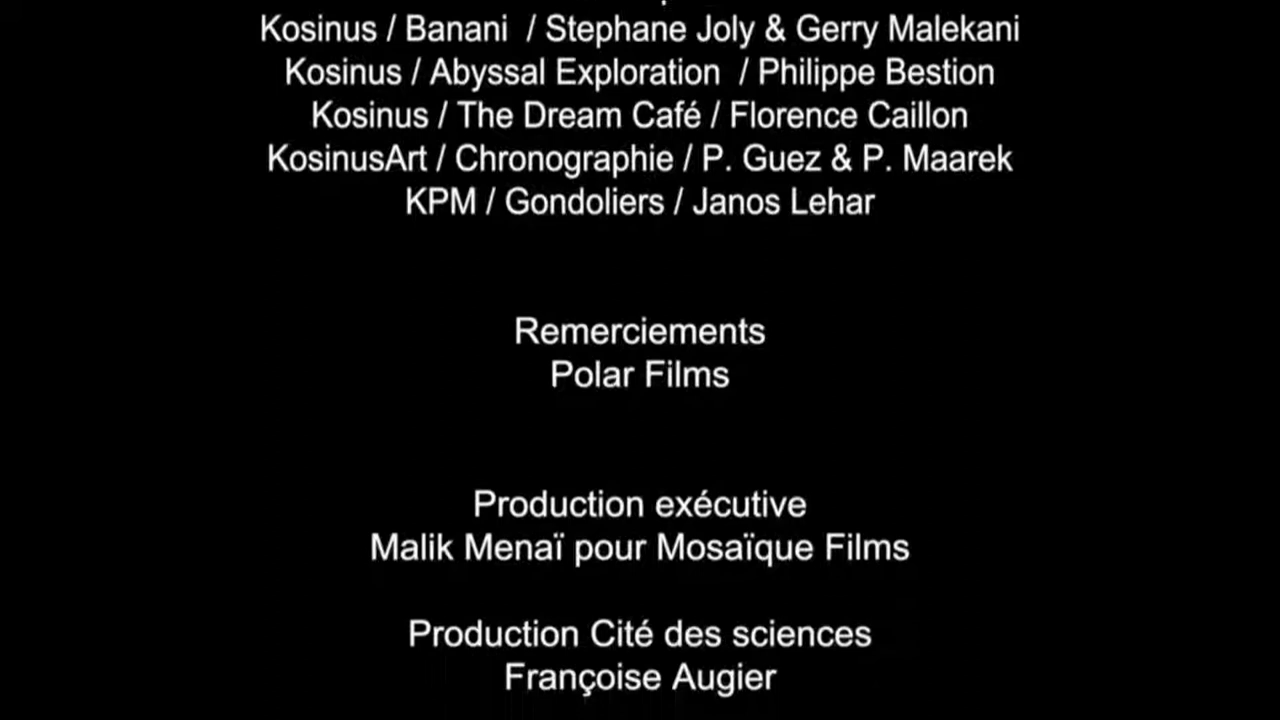 Kosinus / Banani / Stephane Joly & Gerry Malekani
Kosinus / Abyssal Exploration / Philippe Bestion
Kosinus / The Dream Café / Florence Caillon
KosinusArt / Chronographie / P. Guez & P. Maarek
KPM / Gondoliers / Janos Lehar
Remerciements
Polar Films
Production exécutive
Malik Menaï pour Mosaïque Films
Production Cité des sciences
Françoise Augier